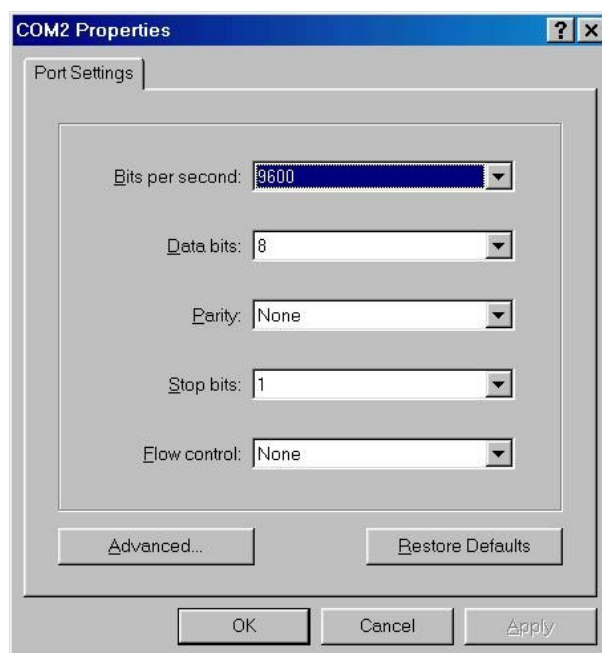 COM2 Properties
Port Settings
Bits per second: 9600
Data bits: 8
Parity: None
Stop bits: 1
Flow control: None
Advanced... Restore Defaults
OK Cancel Apply